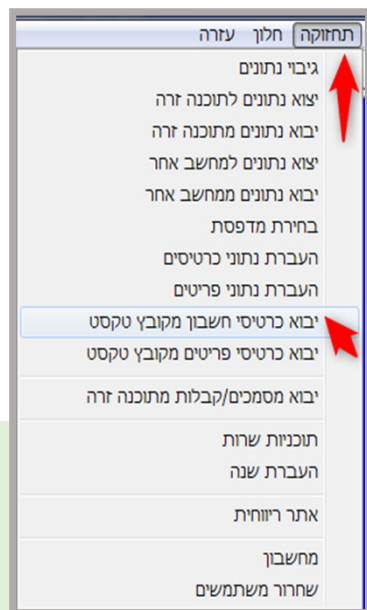 תחזוקה חלון עזרה
גיבוי נתונים
יצוא נתונים לתוכנה זרה
יבוא נתונים מתוכנה זרה
יצוא נתונים למחשב אחר
יבוא נתונים ממחשב אחר
בחירת מדפסת
העברת נתוני כרטיסים
העברת נתוני פריטים
יבוא כרטיסי חשבון מקובץ טקסט
יבוא כרטיסי פריטים מקובץ טקסט
יבוא מסמכים/קבלות מתוכנה זרה
תוכניות שרות
העברת שנה
אתר ריווחית
מחשבון
שחרור משתמשים